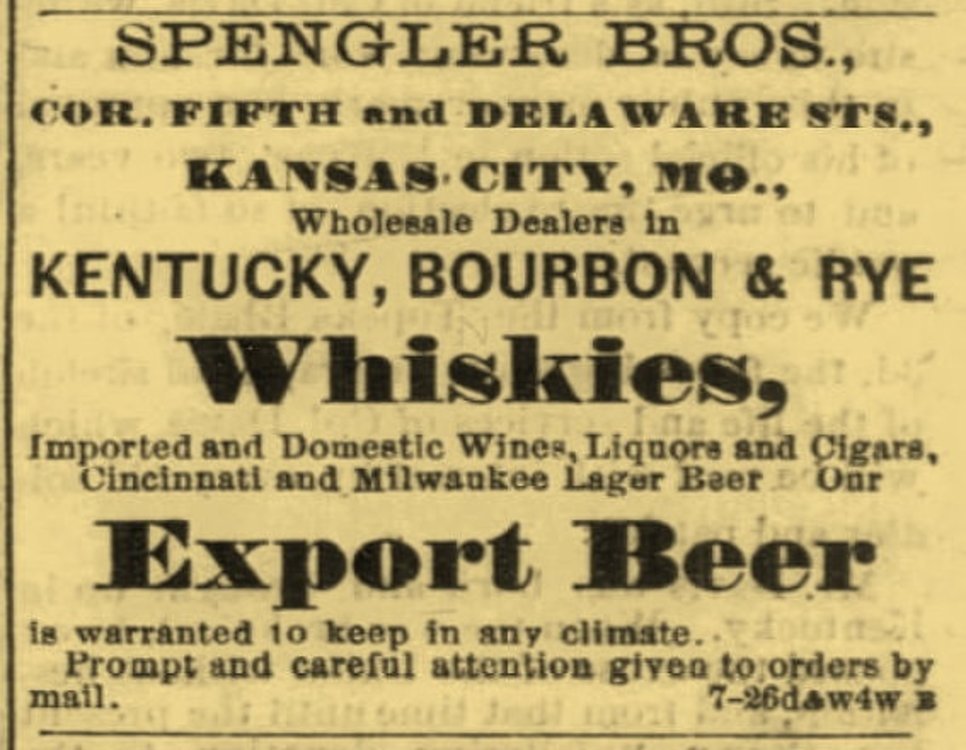 SPENGLER BROS.,
COR. FIFTH and DELAWARE STS.,
KANSAS CITY, MO.,
Wholesale Dealers in
KENTUCKY, BOURBON & RYE
Whiskies,
Imported and Domestic Wines, Liquors and Cigars,
Cincinnati and Milwaukee Lager Beer Our
Export Beer
is warranted to keep in any climate.
Prompt and careful attention given to orders by
mail. 7-26d&w4w B